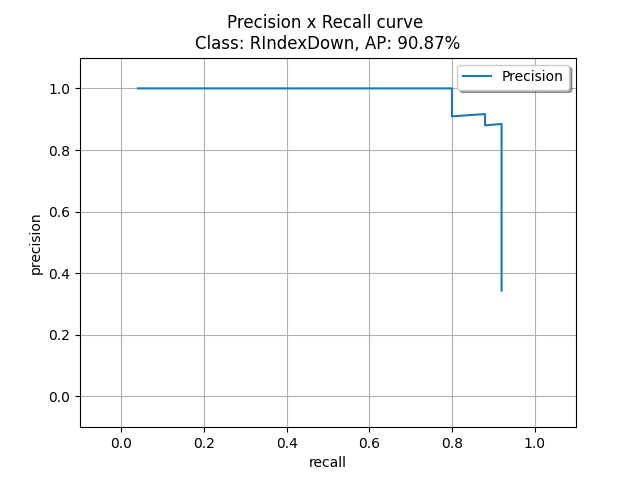 Precision x Recall curve
Class: RIndexDown, AP: 90.87%
Precision
1.0
0.8
0.6
0.4
0.2
0.0
precision
0.0 0.2 0.4 0.6 0.8 1.0
recall